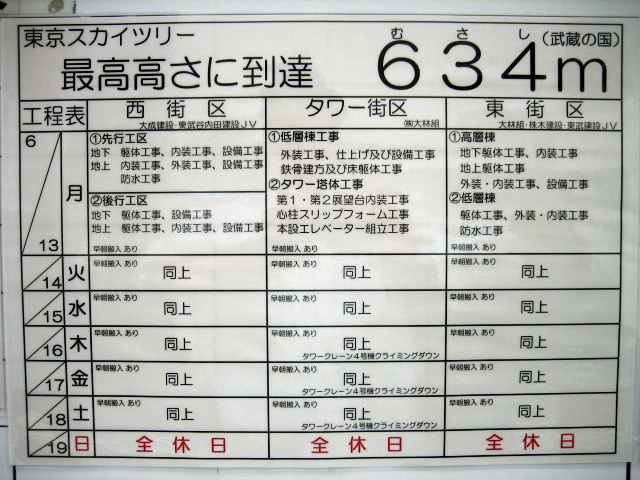 東京スカイツリー
むさし
最高高さに到達 634m (武蔵の国)
工程表 西街区 タワー街区 東街区
大成建設・東武谷内田建設JV ㈱大林組 大林組・株木建設・東武建設JV
6
月
13
①先行工区
地下 躯体工事、内装工事、設備工事
地上 内装工事、外装工事、設備工事
防水工事
②後行工区
地下 躯体工事、設備工事
地上 躯体工事、内装工事、設備工事
早朝搬入 あり
①低層棟工事
外装工事、仕上げ及び設備工事
鉄骨建方及び床躯体工事
②タワー塔体工事
第1・第2展望台内装工事
心柱スリップフォーム工事
本設エレベーター組立工事
早朝搬入 あり
①高層棟
地下躯体工事、内装工事
地上躯体工事
外装・内装工事、設備工事
②低層棟
躯体工事、外装・内装工事
防水工事
早朝搬入 あり
14 火 早朝搬入 あり 同上 早朝搬入 あり 同上 早朝搬入 あり 同上
15 水 早朝搬入 あり 同上 早朝搬入 あり 同上 早朝搬入 あり 同上
16 木 早朝搬入 あり 同上 早朝搬入 あり 同上 早朝搬入 あり 同上
タワークレーン4号機クライミングダウン
17 金 早朝搬入 あり 同上 早朝搬入 あり 同上 早朝搬入 あり 同上
タワークレーン4号機クライミングダウン
18 土 早朝搬入 あり 同上 早朝搬入 あり 同上 早朝搬入 あり 同上
タワークレーン4号機クライミングダウン
19 日 全休日 全休日 全休日